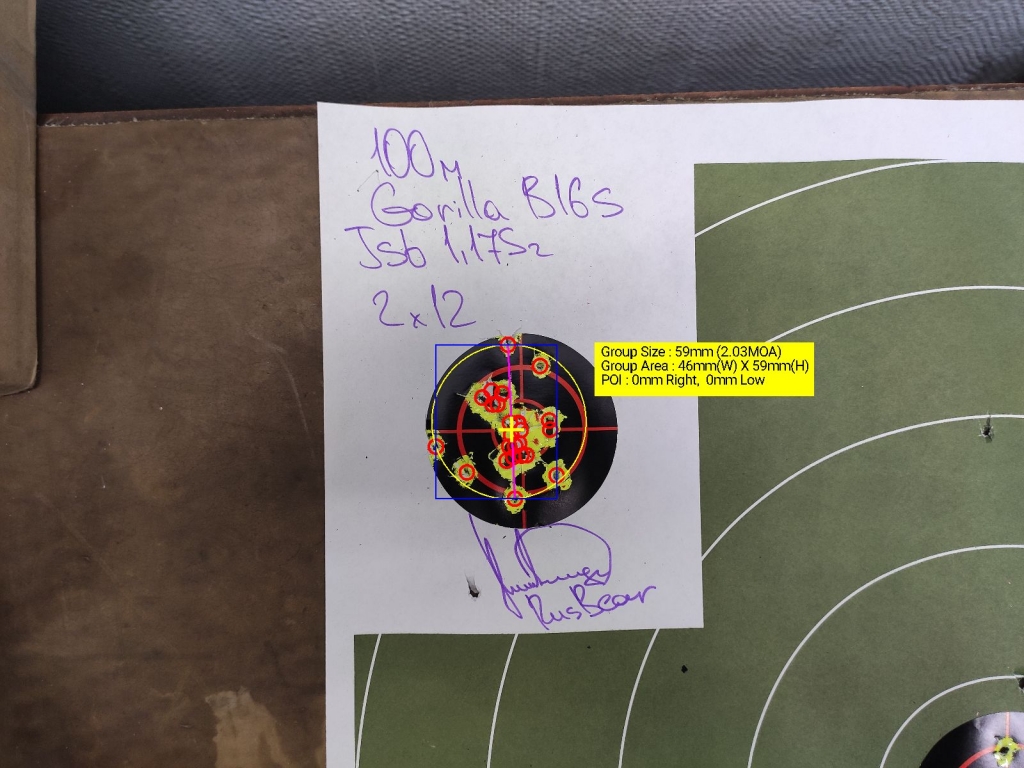 100м
Gorilla B16S
Jsb 1,175г
2x12
Group Size : 59mm (2.03MOA)
Group Area : 46mm(W) X 59mm(H)
POI : 0mm Right, 0mm Low
RusBear